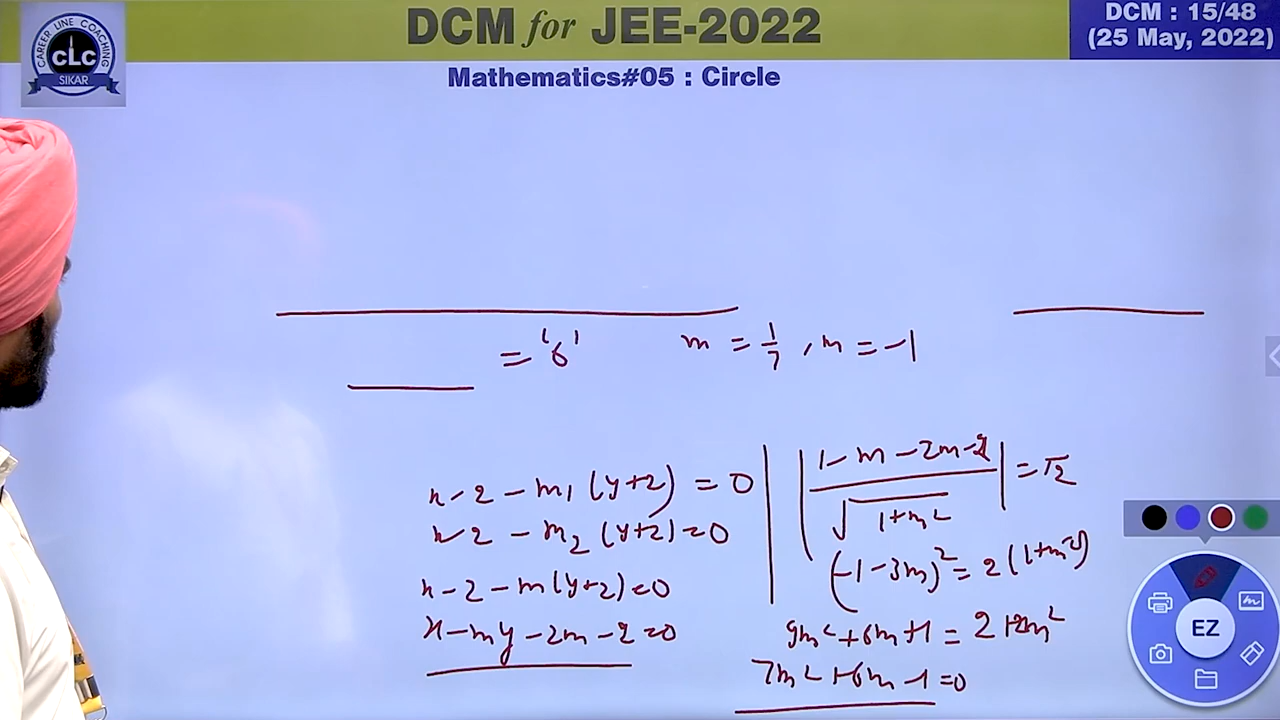 DCM for JEE-2022
DCM : 15/48
(25 May, 2022)
CAREER LINE COACHING
CLC
SIKAR
Mathematics#05 : Circle
= '6'
m = 1/7 , m = -1
x-2-m₁(y+2) = 0
x-2-m₂(y+2)=0
x-2-m(y+2)=0
x-my-2m-2=0
|(1-m-2m-2)/√(1+m²)| = √2
(-1-3m)² = 2(1+m²)
9m²+6m+1 = 2+2m²
7m²+6m-1=0
EZ